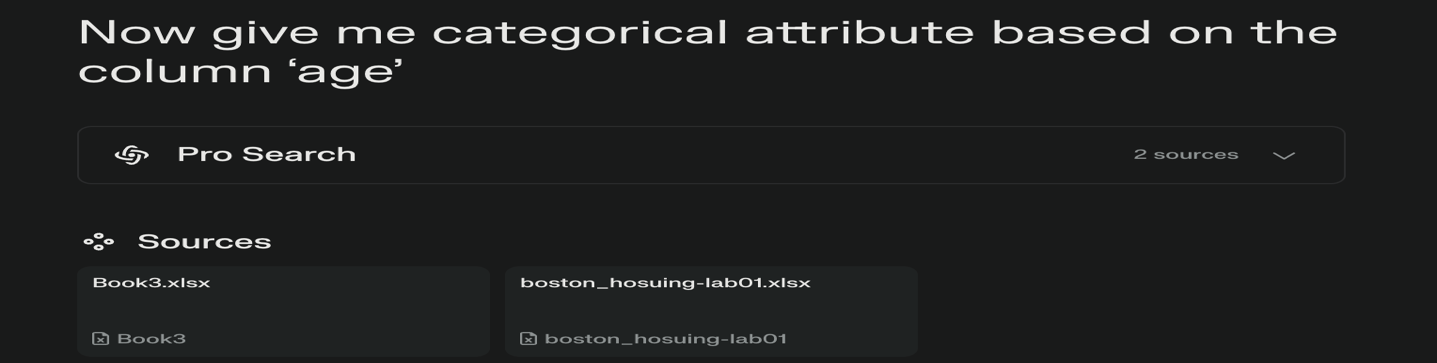 Now give me categorical attribute based on the
column ‘age’
Pro Search
2 sources
Sources
Book3.xlsx
boston_hosuing-lab01.xlsx
Book3
boston_hosuing-lab01